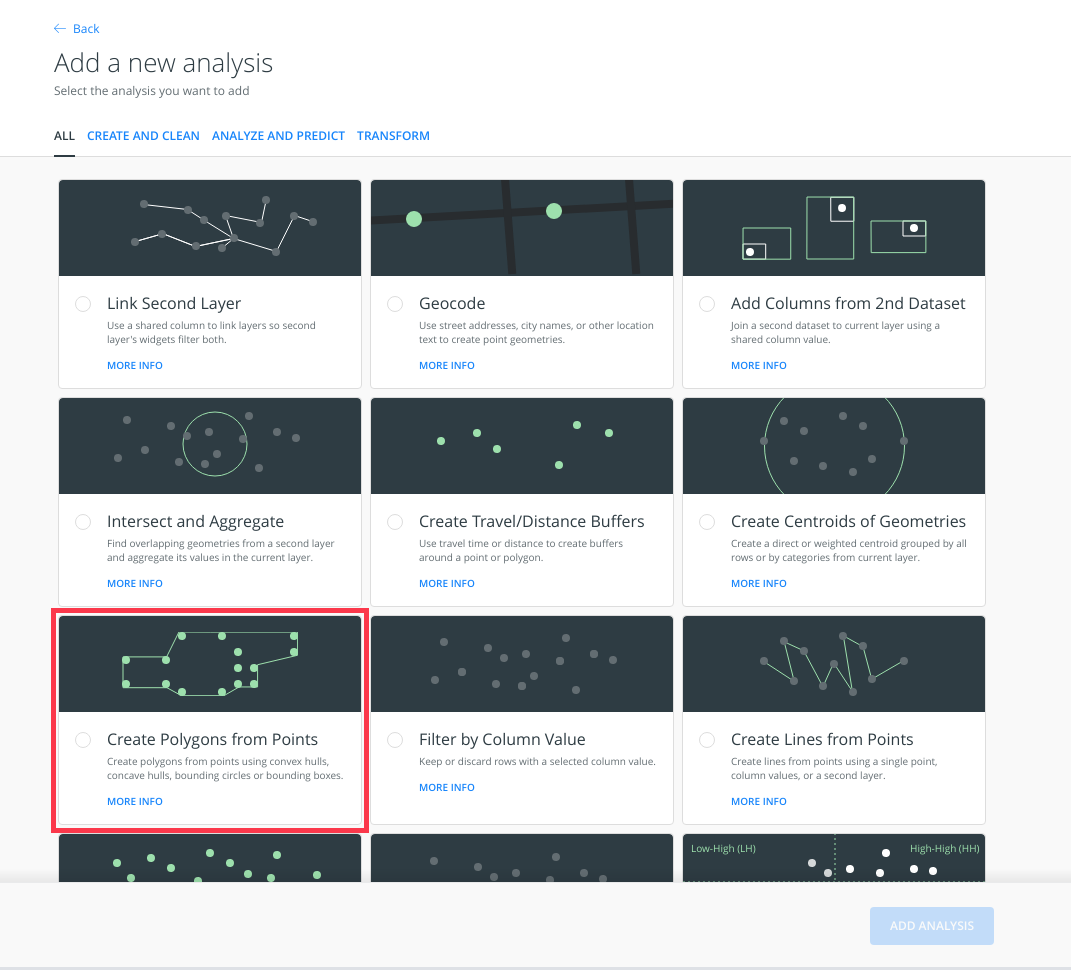 Back
Add a new analysis
Select the analysis you want to add
ALL CREATE AND CLEAN ANALYZE AND PREDICT TRANSFORM
Link Second Layer
Use a shared column to link layers so second
layer's widgets filter both.
MORE INFO
Geocode
Use street addresses, city names, or other location
text to create point geometries.
MORE INFO
Add Columns from 2nd Dataset
Join a second dataset to current layer using a
shared column value.
MORE INFO
Intersect and Aggregate
Find overlapping geometries from a second layer
and aggregate its values in the current layer.
MORE INFO
Create Travel/Distance Buffers
Use travel time or distance to create buffers
around a point or polygon.
MORE INFO
Create Centroids of Geometries
Create a direct or weighted centroid grouped by all
rows or by categories from current layer.
MORE INFO
Create Polygons from Points
Create polygons from points using convex hulls,
concave hulls, bounding circles or bounding boxes.
MORE INFO
Filter by Column Value
Keep or discard rows with a selected column value.
MORE INFO
Create Lines from Points
Create lines from points using a single point,
column values, or a second layer.
MORE INFO
Low-High (LH) High-High (HH)
ADD ANALYSIS